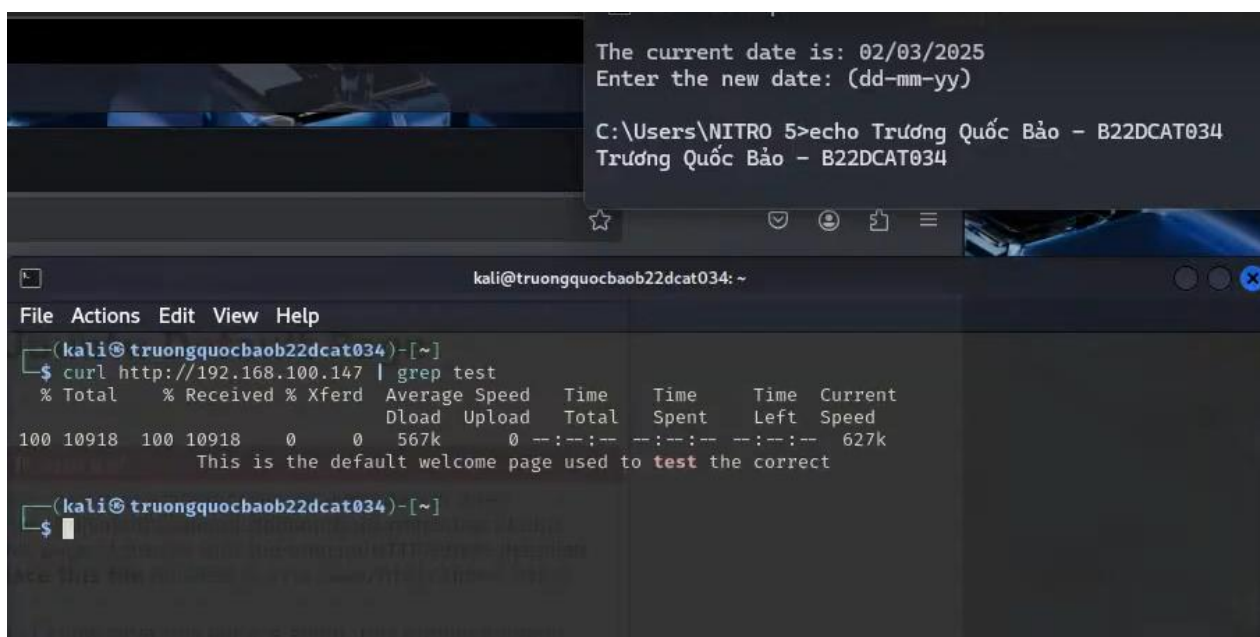 The current date is: 02/03/2025
Enter the new date: (dd-mm-yy)
C:\Users\NITRO 5>echo Trương Quốc Bảo - B22DCAT034
Trương Quốc Bảo - B22DCAT034
kali@truongquocbaob22dcat034: ~
File Actions Edit View Help
┌──(kali㉿truongquocbaob22dcat034)-[~]
└─$ curl http://192.168.100.147 | grep test
% Total % Received % Xferd Average Speed Time Time Time Current
Dload Upload Total Spent Left Speed
100 10918 100 10918 0 0 567k 0 --:--:-- --:--:-- --:--:-- 627k
This is the default welcome page used to test the correct
┌──(kali㉿truongquocbaob22dcat034)-[~]
└─$